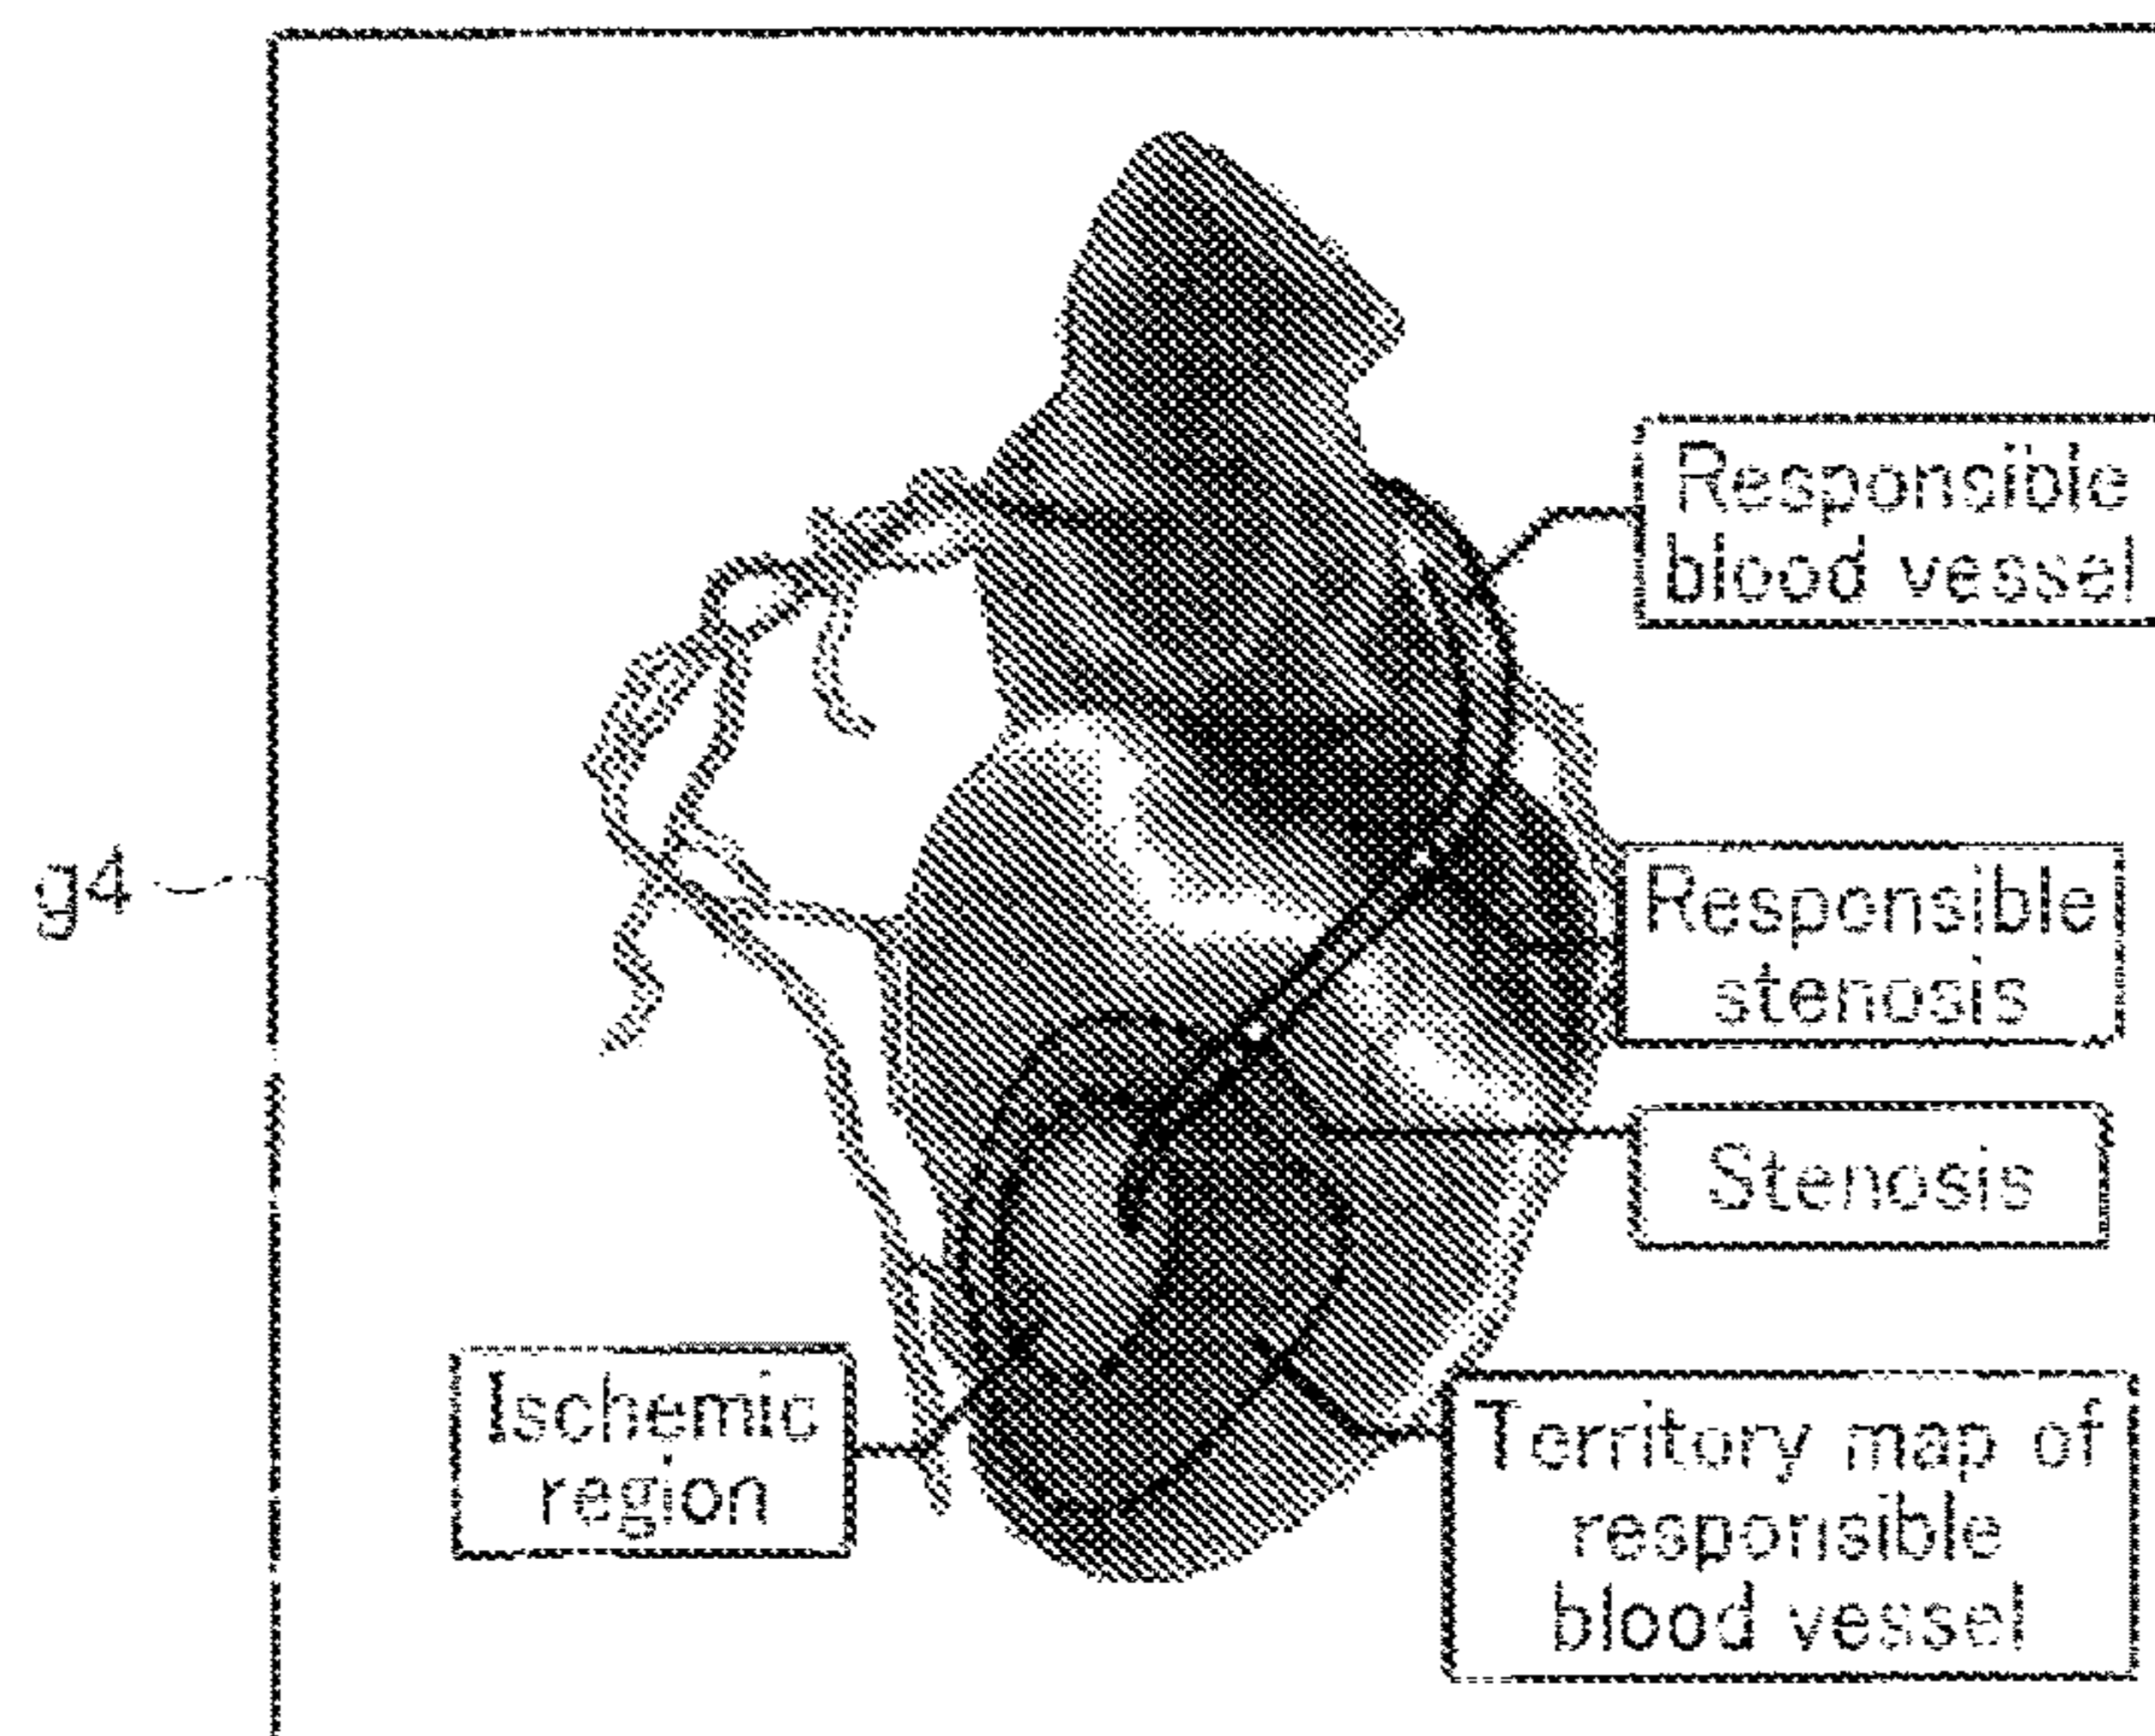 Responsible
blood vessel
g4
Responsible
stenosis
Stenosis
Ischemic
region
Territory map of
responsible
blood vessel